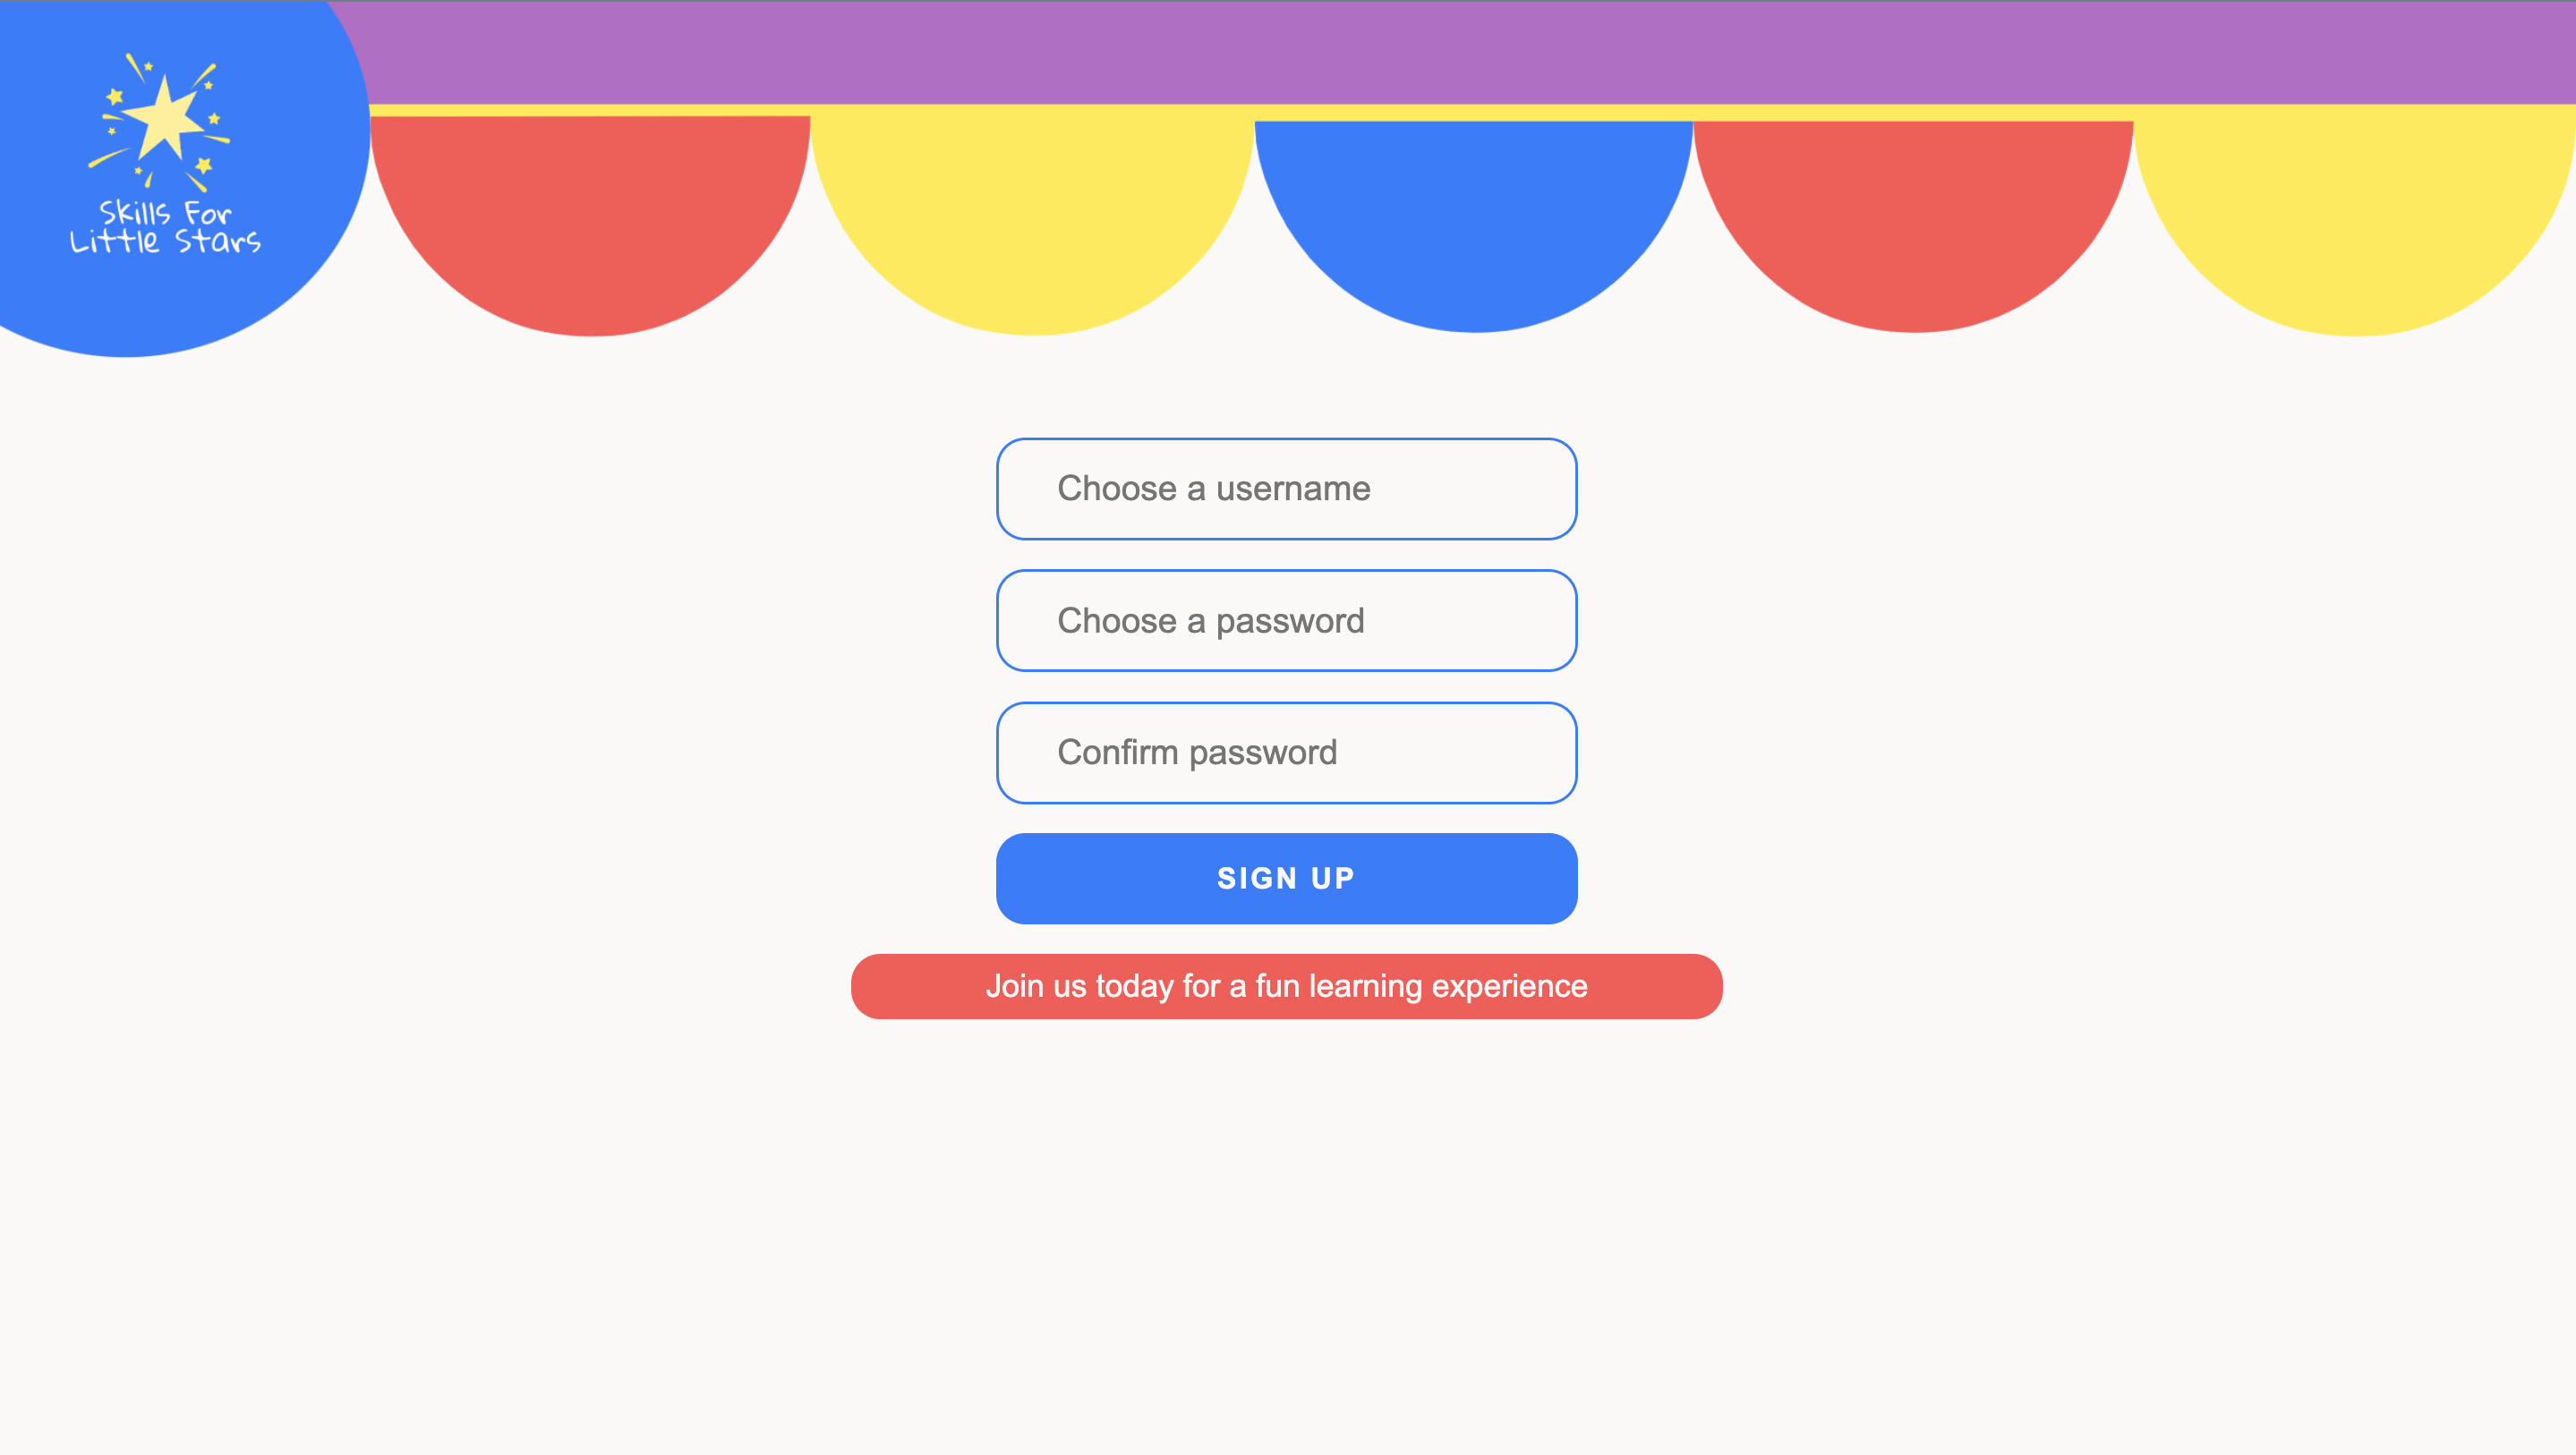 Skills For
Little Stars
Choose a username
Choose a password
Confirm password
SIGN UP
Join us today for a fun learning experience